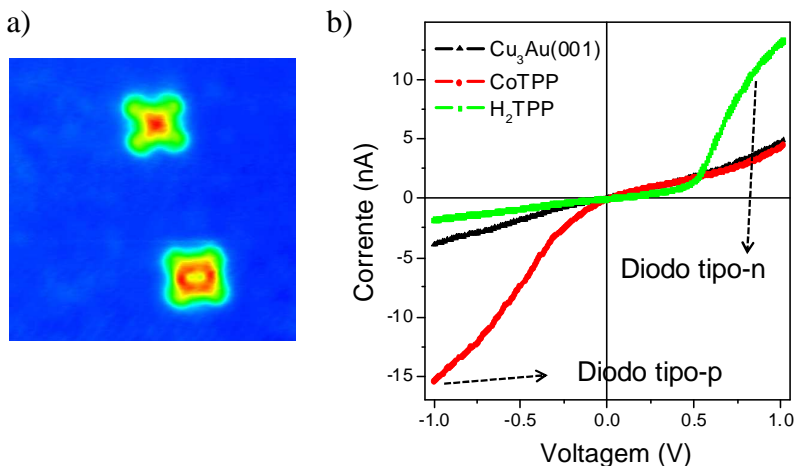 a)
b)
Cu₃Au(001)
CoTPP
H₂TPP
10
5
0
-5
-10
-15
Corrente (nA)
Diodo tipo-n
Diodo tipo-p
-1.0
-0.5
0.0
0.5
1.0
Voltagem (V)